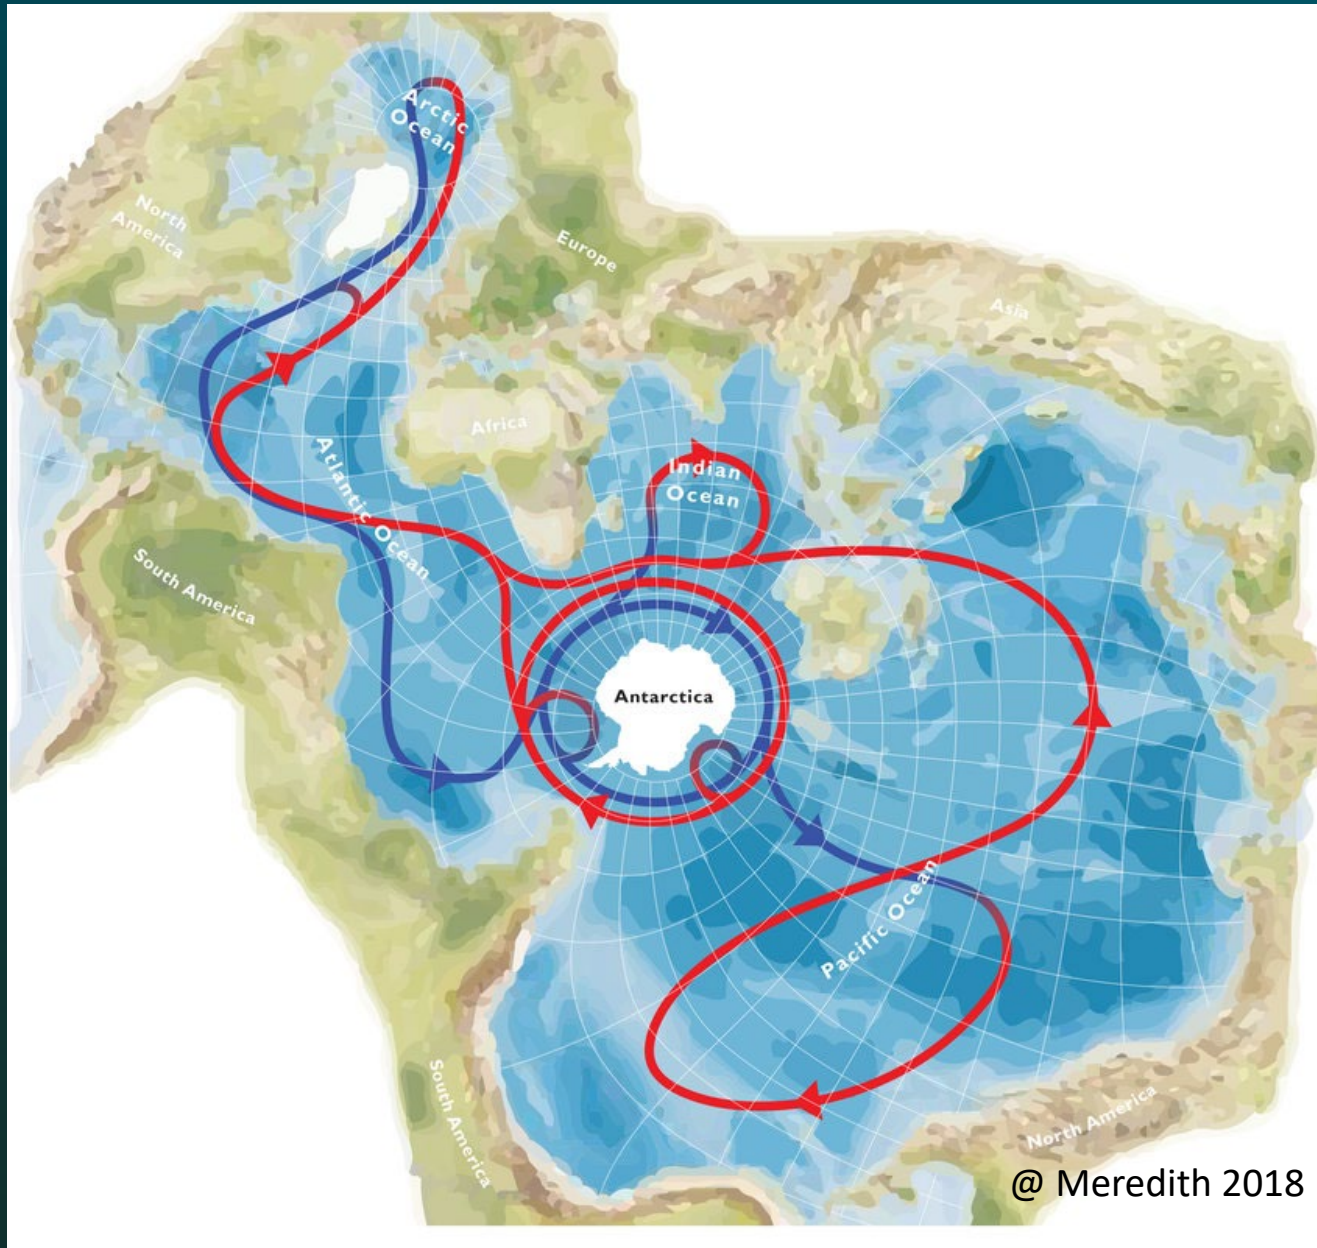 Arctic
Ocean
North
America
Europe
Asia
Africa
Atlantic Ocean
Indian
Ocean
South America
Antarctica
Pacific Ocean
South America
North America
@ Meredith 2018